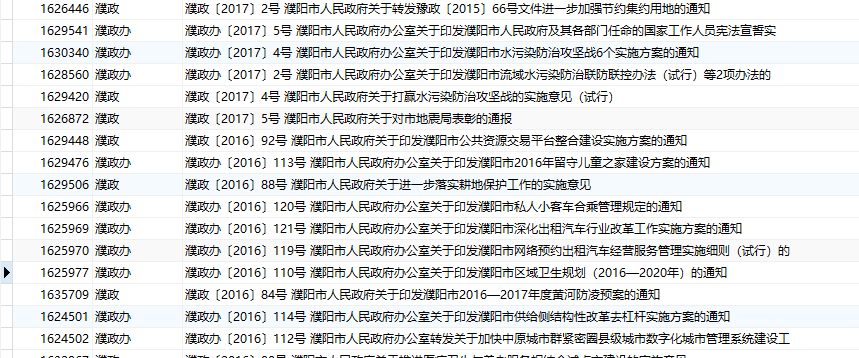 1626446 濮政 濮政〔2017〕2号 濮阳市人民政府关于转发豫政〔2015〕66号文件进一步加强节约集约用地的通知
1629541 濮政办 濮政办〔2017〕5号 濮阳市人民政府办公室关于印发濮阳市人民政府及其各部门任命的国家工作人员宪法宣誓实
1630340 濮政办 濮政办〔2017〕4号 濮阳市人民政府办公室关于印发濮阳市水污染防治攻坚战6个实施方案的通知
1628560 濮政办 濮政办〔2017〕2号 濮阳市人民政府办公室关于印发濮阳市流域水污染防治联防联控办法（试行）等2项办法的
1629420 濮政 濮政〔2017〕4号 濮阳市人民政府关于打赢水污染防治攻坚战的实施意见（试行）
1626872 濮政 濮政〔2017〕5号 濮阳市人民政府关于对市地震局表彰的通报
1629448 濮政 濮政〔2016〕92号 濮阳市人民政府关于印发濮阳市公共资源交易平台整合建设实施方案的通知
1629476 濮政办 濮政办〔2016〕113号 濮阳市人民政府办公室关于印发濮阳市2016年留守儿童之家建设方案的通知
1629506 濮政 濮政〔2016〕88号 濮阳市人民政府关于进一步落实耕地保护工作的实施意见
1625966 濮政办 濮政办〔2016〕120号 濮阳市人民政府办公室关于印发濮阳市私人小客车合乘管理规定的通知
1625969 濮政办 濮政办〔2016〕121号 濮阳市人民政府办公室关于印发濮阳市深化出租汽车行业改革工作实施方案的通知
1625970 濮政办 濮政办〔2016〕119号 濮阳市人民政府办公室关于印发濮阳市网络预约出租汽车经营服务管理实施细则（试行）的
1625977 濮政办 濮政办〔2016〕110号 濮阳市人民政府办公室关于印发濮阳市区域卫生规划（2016—2020年）的通知
1635709 濮政 濮政〔2016〕84号 濮阳市人民政府关于印发濮阳市2016—2017年度黄河防凌预案的通知
1624501 濮政办 濮政办〔2016〕114号 濮阳市人民政府办公室关于印发濮阳市供给侧结构性改革去杠杆实施方案的通知
1624502 濮政办 濮政办〔2016〕112号 濮阳市人民政府办公室转发关于加快中原城市群紧密圈县级城市数字化城市管理系统建设工